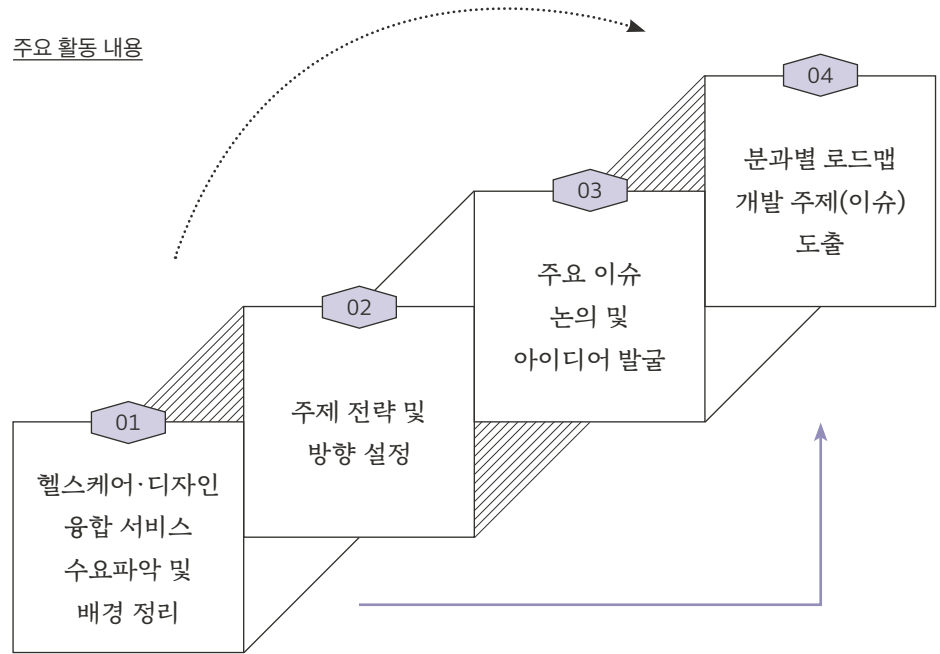 주요 활동 내용
01
헬스케어·디자인
융합 서비스
수요파악 및
배경 정리
02
주제 전략 및
방향 설정
03
주요 이슈
논의 및
아이디어 발굴
04
분과별 로드맵
개발 주제(이슈)
도출